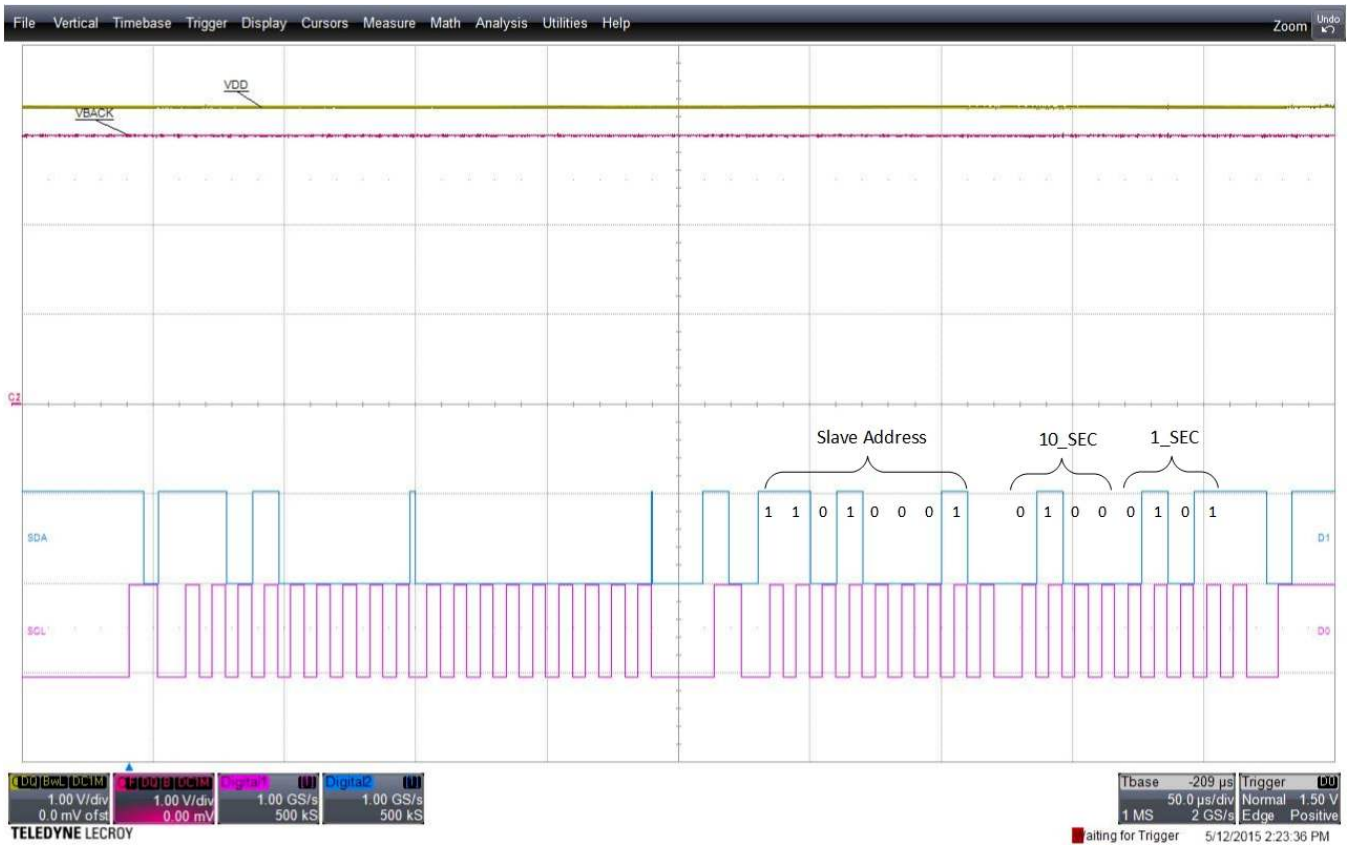 File Vertical Timebase Trigger Display Cursors Measure Math Analysis Utilities Help
Zoom Undo
VDD
VBACK
C2
Slave Address 10_SEC 1_SEC
1 1 0 1 0 0 0 1 0 1 0 0 0 1 0 1
SDA D1
SCL D0
DQ BwL DC1M
1.00 V/div
0.0 mV ofst
F DQ B DC1M
1.00 V/div
0.00 mV
Digital1
1.00 GS/s
500 kS
Digital2
1.00 GS/s
500 kS
Tbase -209 µs
50.0 µs/div
1 MS 2 GS/s
Trigger D0
Normal 1.50 V
Edge Positive
TELEDYNE LECROY
aiting for Trigger 5/12/2015 2:23:36 PM